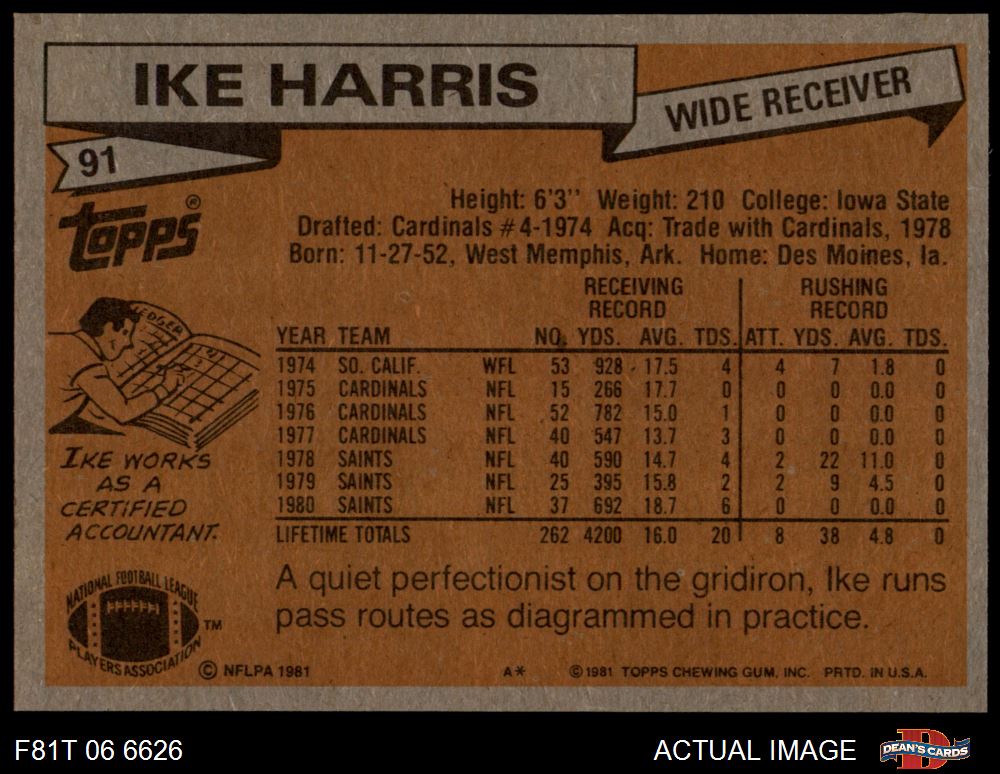 IKE HARRIS
WIDE RECEIVER
91
Topps®
Height: 6'3'' Weight: 210 College: Iowa State
Drafted: Cardinals #4-1974 Acq: Trade with Cardinals, 1978
Born: 11-27-52, West Memphis, Ark. Home: Des Moines, Ia.
RECEIVING RECORD RUSHING RECORD
YEAR TEAM NO. YDS. AVG. TDS. ATT. YDS. AVG. TDS.
1974 SO. CALIF. WFL 53 928 17.5 4 4 7 1.8 0
1975 CARDINALS NFL 15 266 17.7 0 0 0 0.0 0
1976 CARDINALS NFL 52 782 15.0 1 0 0 0.0 0
1977 CARDINALS NFL 40 547 13.7 3 0 0 0.0 0
1978 SAINTS NFL 40 590 14.7 4 2 22 11.0 0
1979 SAINTS NFL 25 395 15.8 2 2 9 4.5 0
1980 SAINTS NFL 37 692 18.7 6 0 0 0.0 0
LIFETIME TOTALS 262 4200 16.0 20 8 38 4.8 0
LEDGER
IKE WORKS
AS A
CERTIFIED
ACCOUNTANT.
A quiet perfectionist on the gridiron, Ike runs
pass routes as diagrammed in practice.
NATIONAL FOOTBALL LEAGUE
PLAYERS ASSOCIATION
TM
© NFLPA 1981 A* © 1981 TOPPS CHEWING GUM, INC. PRTD. IN U.S.A.
F81T 06 6626 ACTUAL IMAGE DEAN'S CARDS